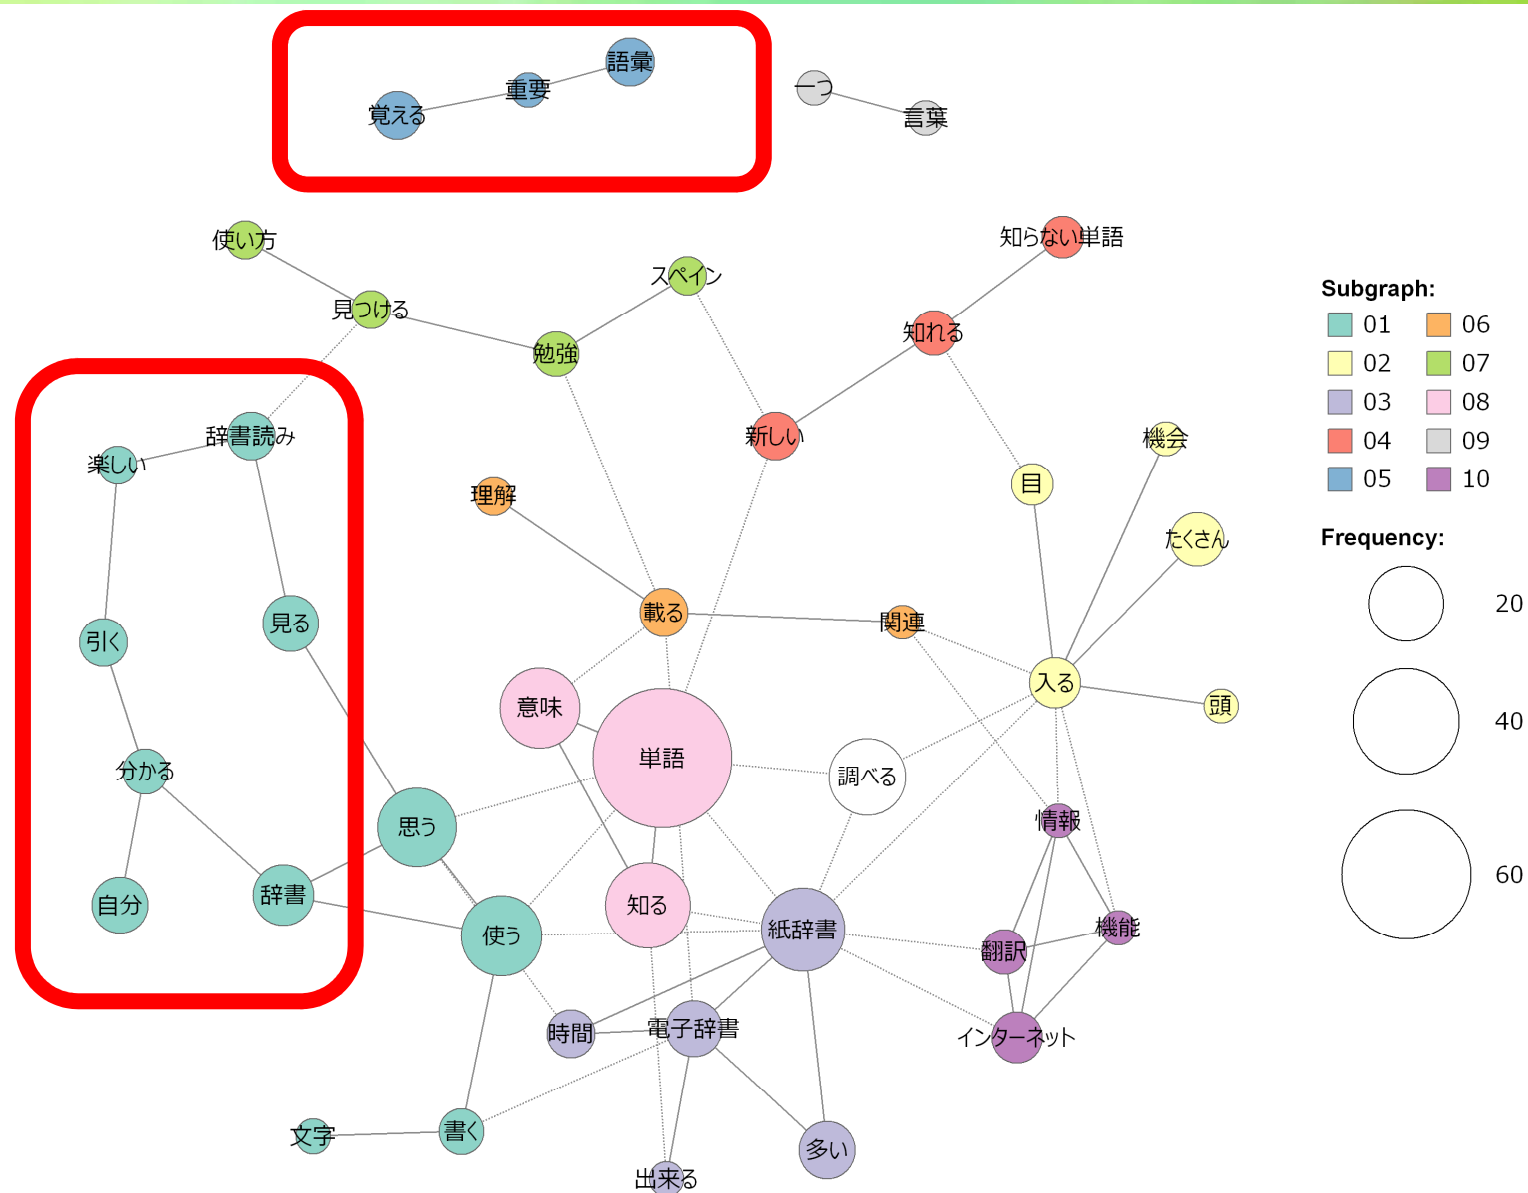 語彙
重要
覚える
一つ
言葉
使い方
スペイン
知らない単語
見つける
知れる
勉強
辞書読み
楽しい
新しい
機会
目
理解
たくさん
見る
引く
載る
関連
入る
頭
意味
単語
調べる
分かる
思う
情報
自分
辞書
知る
使う
紙辞書
機能
翻訳
時間
電子辞書
インターネット
文字
書く
多い
出来る
Subgraph:
01 06
02 07
03 08
04 09
05 10
Frequency:
20
40
60